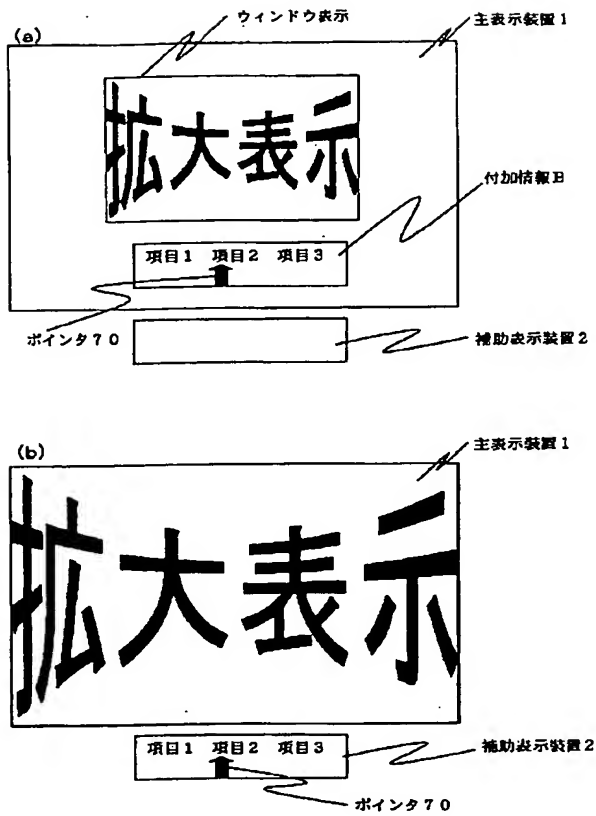 (a)
ウィンドウ表示
主表示装置1
拡大表示
付加情報B
項目1 項目2 項目3
ポインタ70
補助表示装置2
(b)
主表示装置1
拡大表示
項目1 項目2 項目3
補助表示装置2
ポインタ70